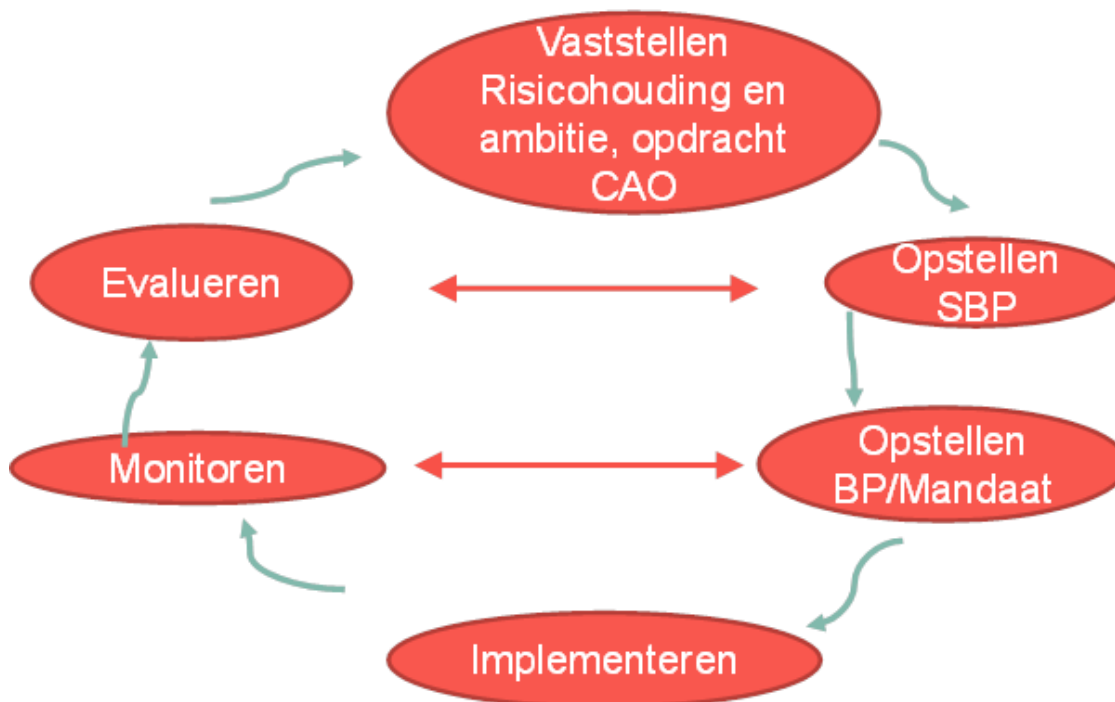 Vaststellen
Risicohouding en
ambitie, opdracht
CAO
Evalueren
Opstellen
SBP
Monitoren
Opstellen
BP/Mandaat
Implementeren